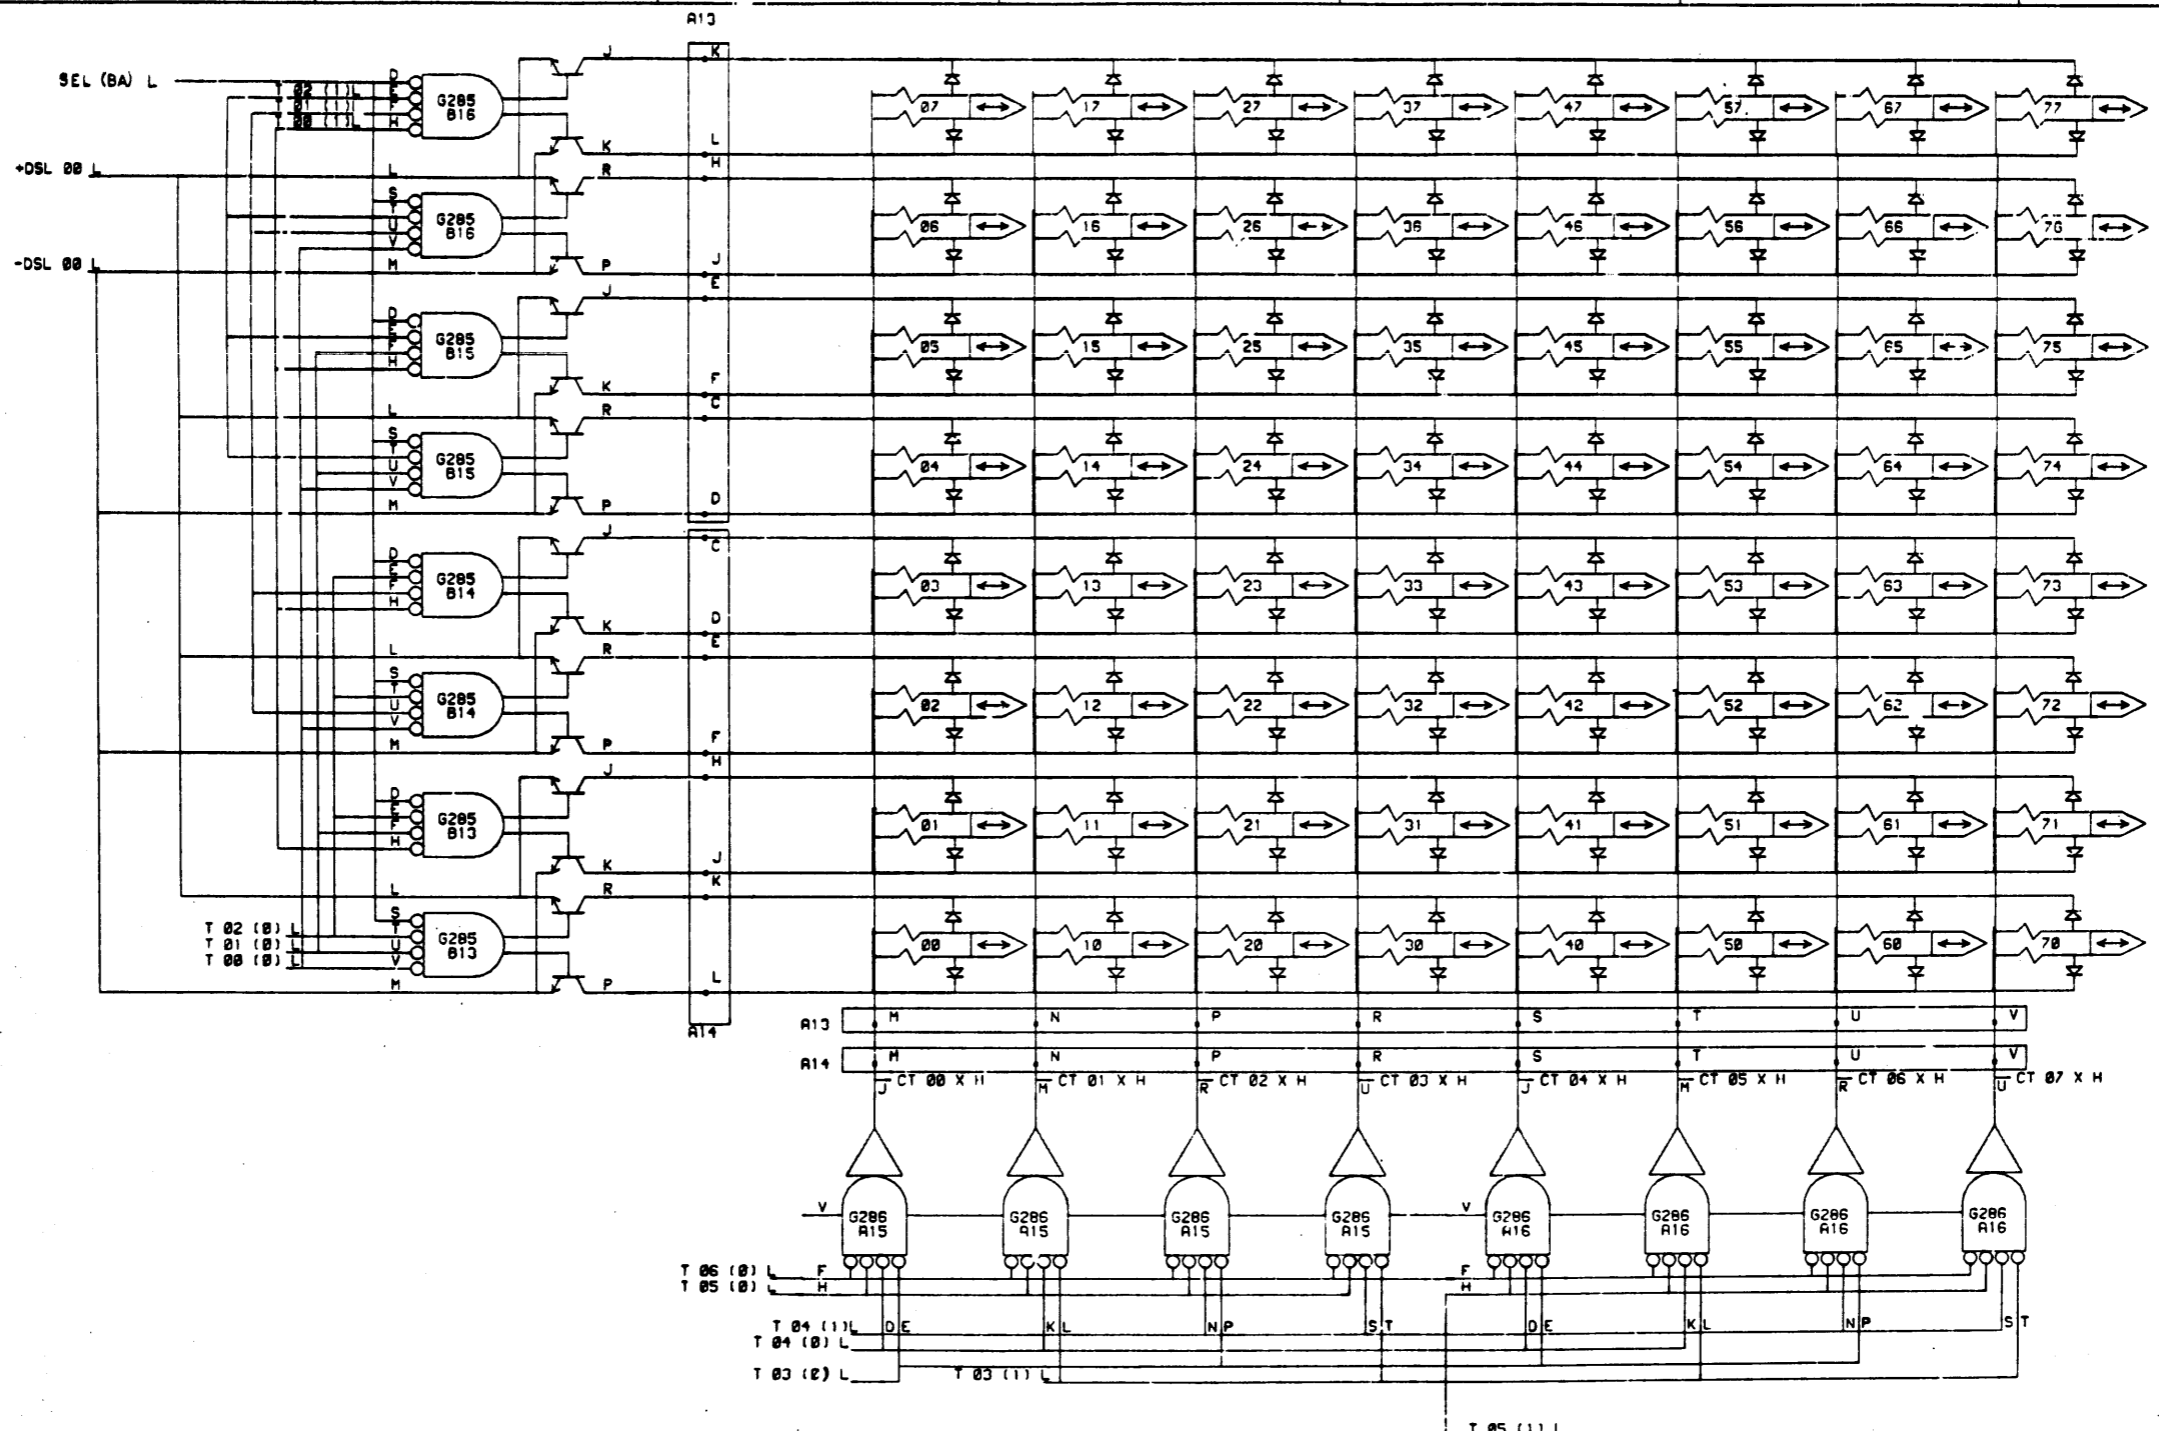 A13
SEL (BA) L
D
E
F
H
02 (1) L
01 (1) L
00 (1) L
G285
B16
J
K
K
L
07 17 27 37 47 57 67 77
+DSL 00 L
L
R
H
S
T
U
V
G285
B16
06 16 26 36 46 56 66 76
-DSL 00 L
M
P
J
J
E
D
E
F
H
G285
B15
05 15 25 35 45 55 65 75
K
F
L
R
C
S
T
U
V
G285
B15
04 14 24 34 44 54 64 74
M
P
D
J
C
D
E
F
H
G285
B14
03 13 23 33 43 53 63 73
K
D
L
R
E
S
T
U
V
G285
B14
02 12 22 32 42 52 62 72
M
P
F
J
H
D
E
F
H
G285
B13
01 11 21 31 41 51 61 71
K
J
L
R
K
S
T
U
V
T 02 (0) L
T 01 (0) L
T 00 (0) L
G285
B13
00 10 20 30 40 50 60 70
M
P
L
A14
A13 M N P R S T U V
A14 M N P R S T U V
J CT 00 X H M CT 01 X H R CT 02 X H U CT 03 X H J CT 04 X H M CT 05 X H R CT 06 X H U CT 07 X H
V V
G286 G286 G286 G286 G286 G286 G286 G286
A15 A15 A15 A15 A16 A16 A16 A16
T 06 (0) L F F
T 05 (0) L H H
T 04 (1) L D E K L N P S T D E K L N P S T
T 04 (0) L
T 03 (0) L T 03 (1) L
T 05 (1) L